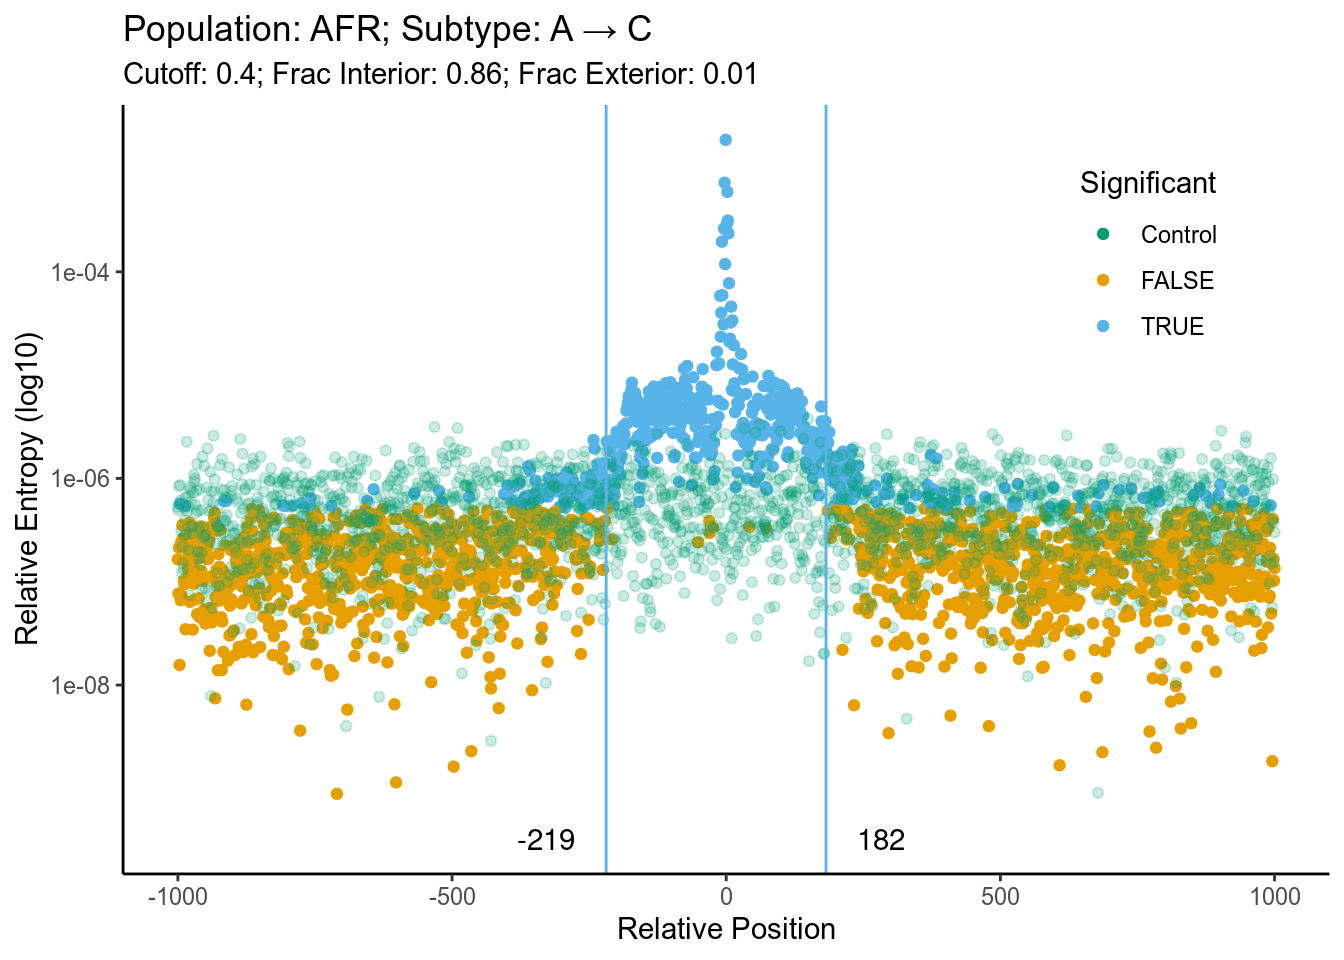 Population: AFR; Subtype: A → C
Cutoff: 0.4; Frac Interior: 0.86; Frac Exterior: 0.01
Significant
Control
FALSE
TRUE
Relative Entropy (log10)
1e-04
1e-06
1e-08
-219
182
-1000
-500
0
500
1000
Relative Position